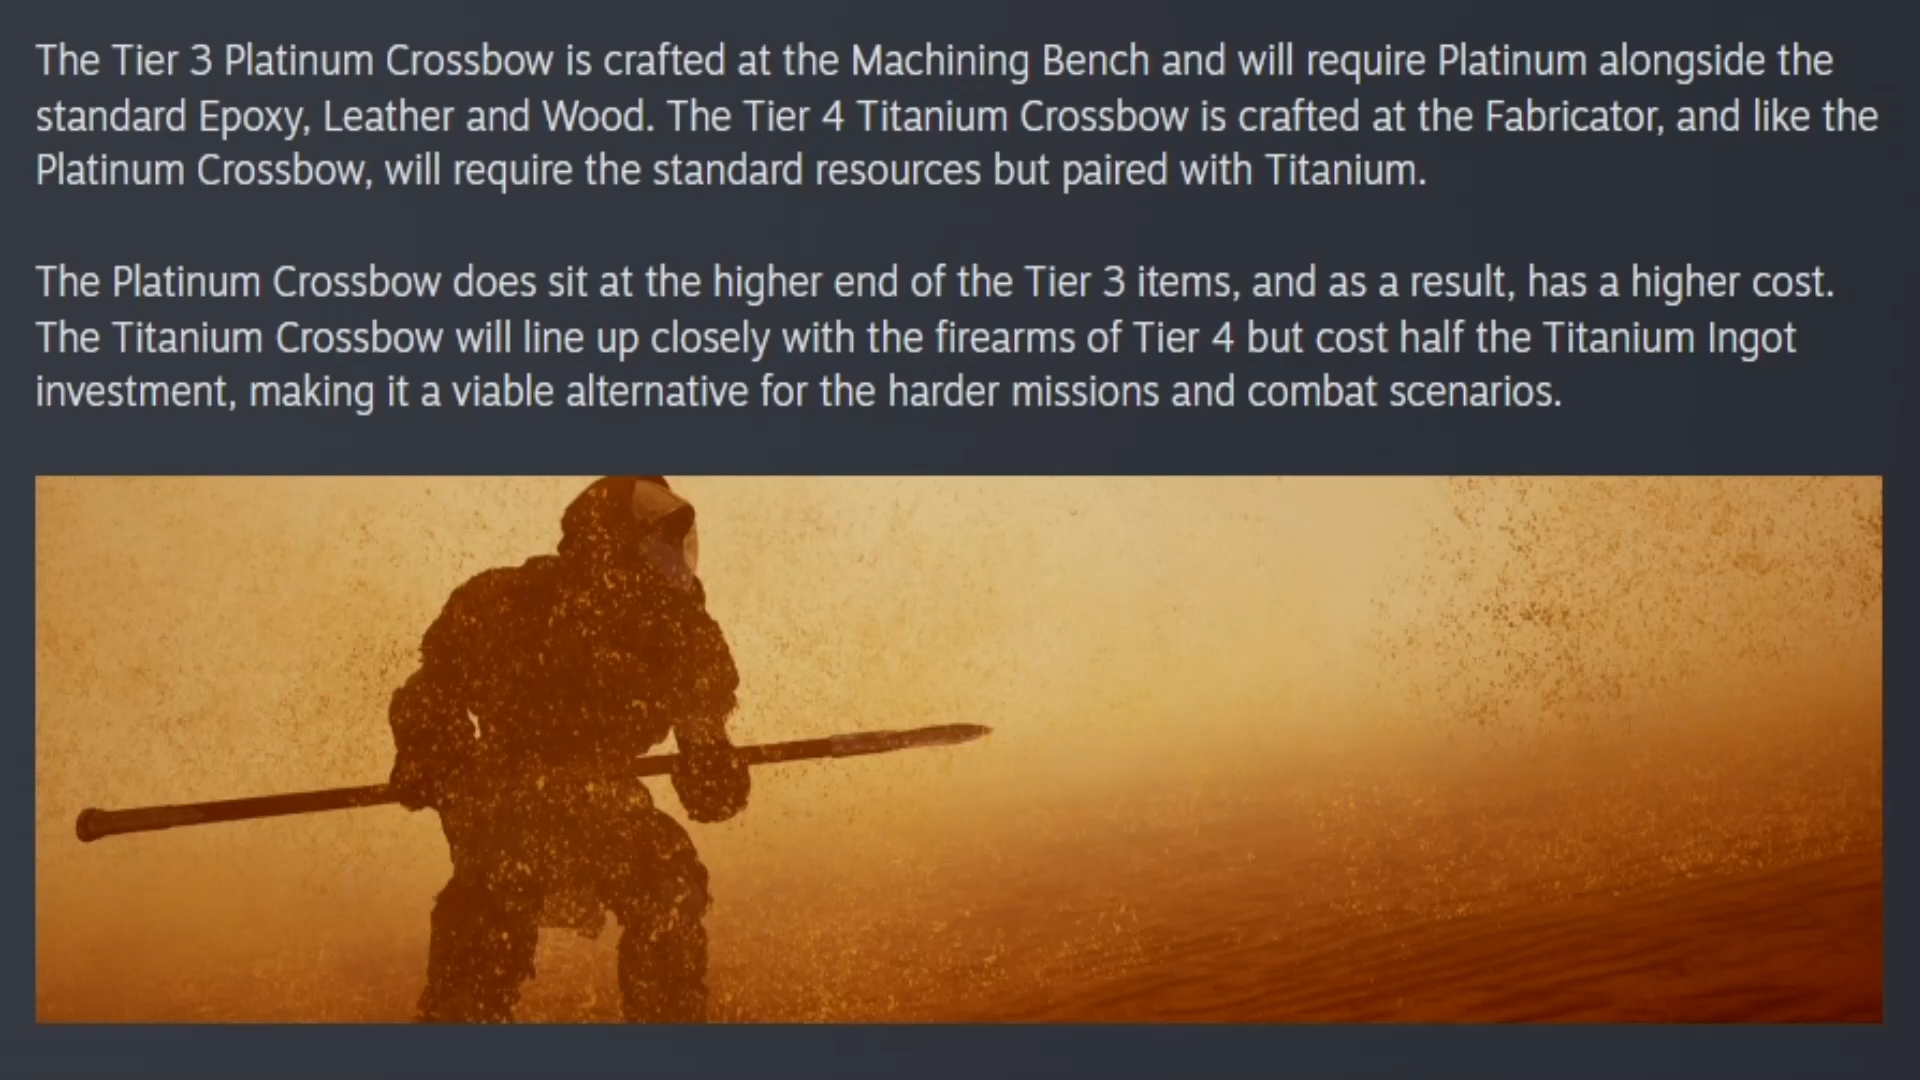 The Tier 3 Platinum Crossbow is crafted at the Machining Bench and will require Platinum alongside the
standard Epoxy, Leather and Wood. The Tier 4 Titanium Crossbow is crafted at the Fabricator, and like the
Platinum Crossbow, will require the standard resources but paired with Titanium.
The Platinum Crossbow does sit at the higher end of the Tier 3 items, and as a result, has a higher cost.
The Titanium Crossbow will line up closely with the firearms of Tier 4 but cost half the Titanium Ingot
investment, making it a viable alternative for the harder missions and combat scenarios.